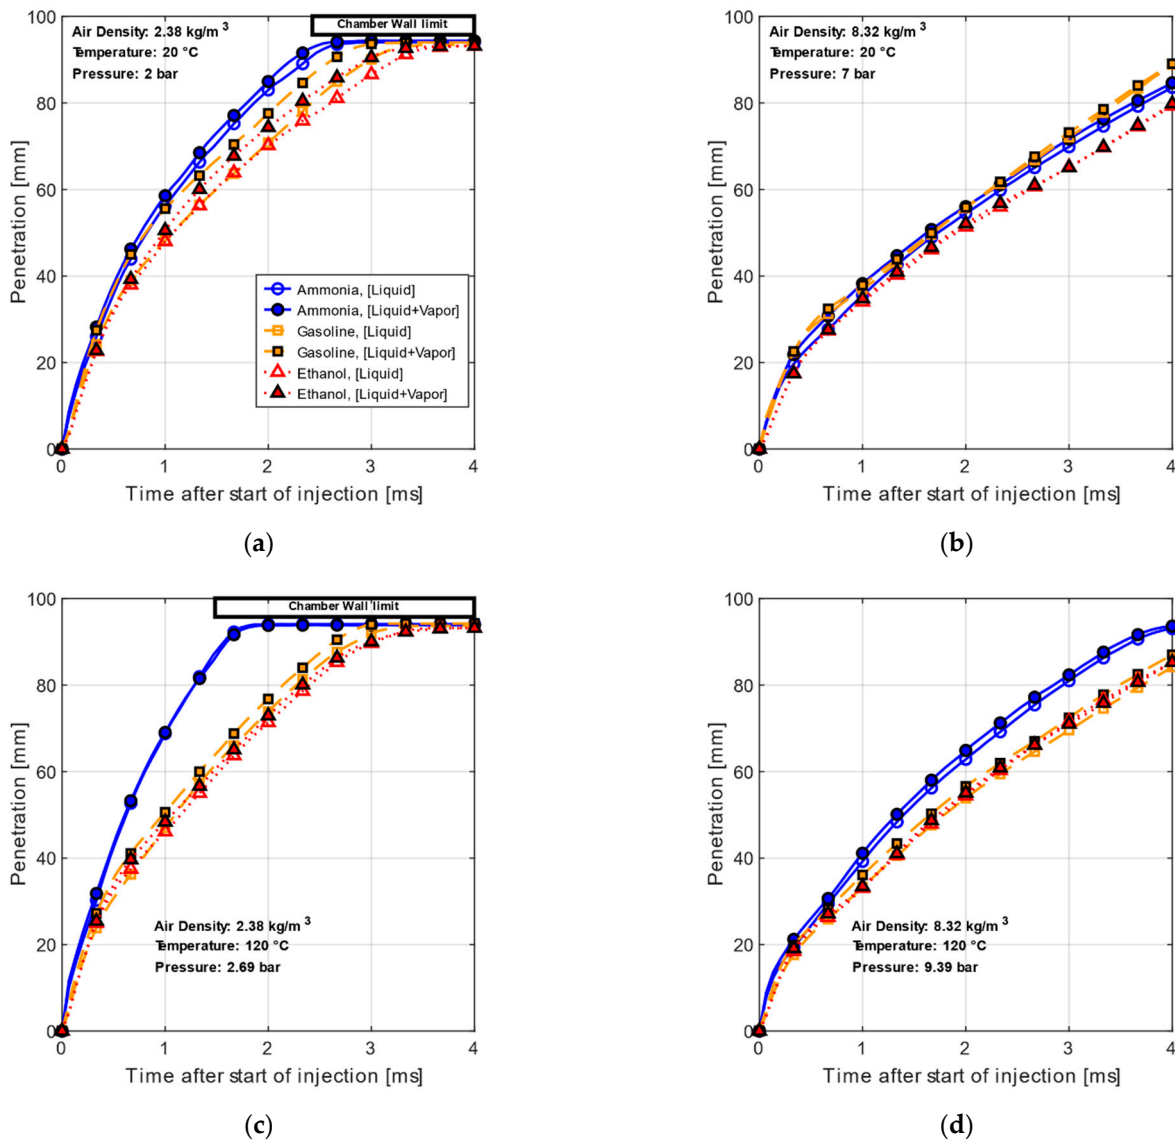 Air Density: 2.38 kg/m 3
Temperature: 20 °C
Pressure: 2 bar
Chamber Wall limit
100
80
60
40
20
0
Penetration [mm]
Ammonia, [Liquid]
Ammonia, [Liquid+Vapor]
Gasoline, [Liquid]
Gasoline, [Liquid+Vapor]
Ethanol, [Liquid]
Ethanol, [Liquid+Vapor]
0 1 2 3 4
Time after start of injection [ms]
(a)
Air Density: 8.32 kg/m 3
Temperature: 20 °C
Pressure: 7 bar
100
80
60
40
20
0
Penetration [mm]
0 1 2 3 4
Time after start of injection [ms]
(b)
Chamber Wall limit
100
80
60
40
20
0
Penetration [mm]
Air Density: 2.38 kg/m 3
Temperature: 120 °C
Pressure: 2.69 bar
0 1 2 3 4
Time after start of injection [ms]
(c)
100
80
60
40
20
0
Penetration [mm]
Air Density: 8.32 kg/m 3
Temperature: 120 °C
Pressure: 9.39 bar
0 1 2 3 4
Time after start of injection [ms]
(d)